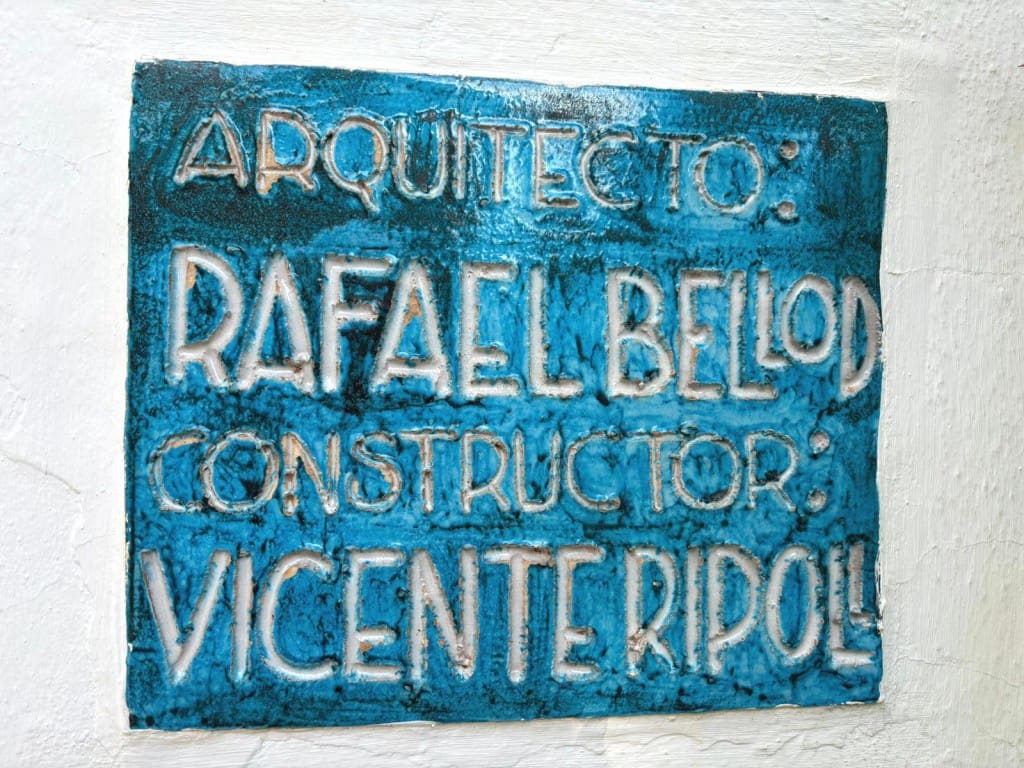 ARQUITECTO:
RAFAEL BELLOD
CONSTRUCTOR:
VICENTE RIPOLL